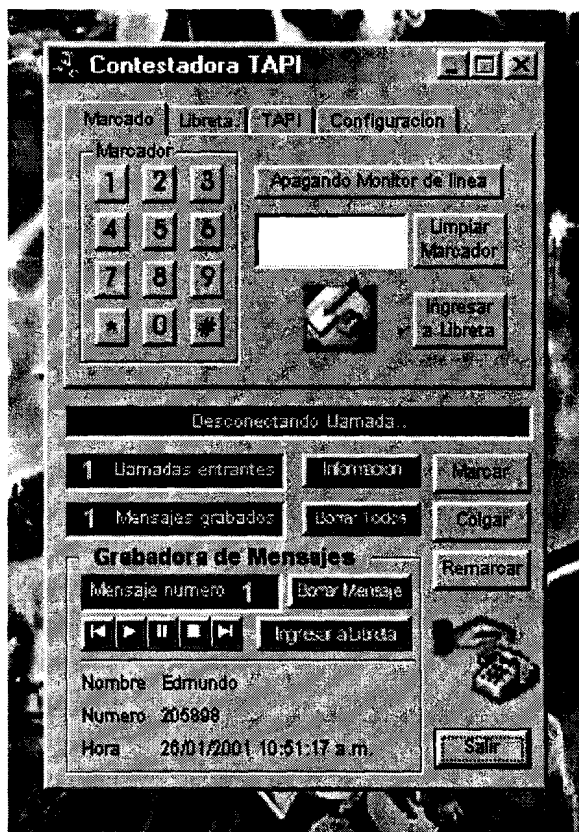 Contestadora TAPI
Marcado Libreta TAPI Configuración
Marcador
1 2 3
4 5 6
7 8 9
* 0 #
Apagando Monitor de linea
Limpiar
Marcador
Ingresar
a Libreta
Desconectando Llamada..
1 Llamadas entrantes
Informacion
Marcar
1 Mensajes grabados
Borrar Todos
Colgar
Grabadora de Mensajes
Remarcar
Mensaje numero 1
Borrar Mensaje
Ingresar a Libreta
Nombre Edmundo
Numero 205898
Hora 26/01/2001 10:51:17 a.m.
Salir